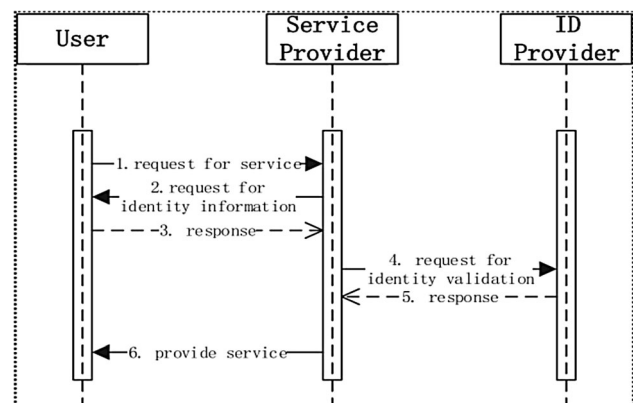 User
Service
Provider
ID
Provider
1. request for service
2. request for
identity information
3. response
4. request for
identity validation
5. response
6. provide service